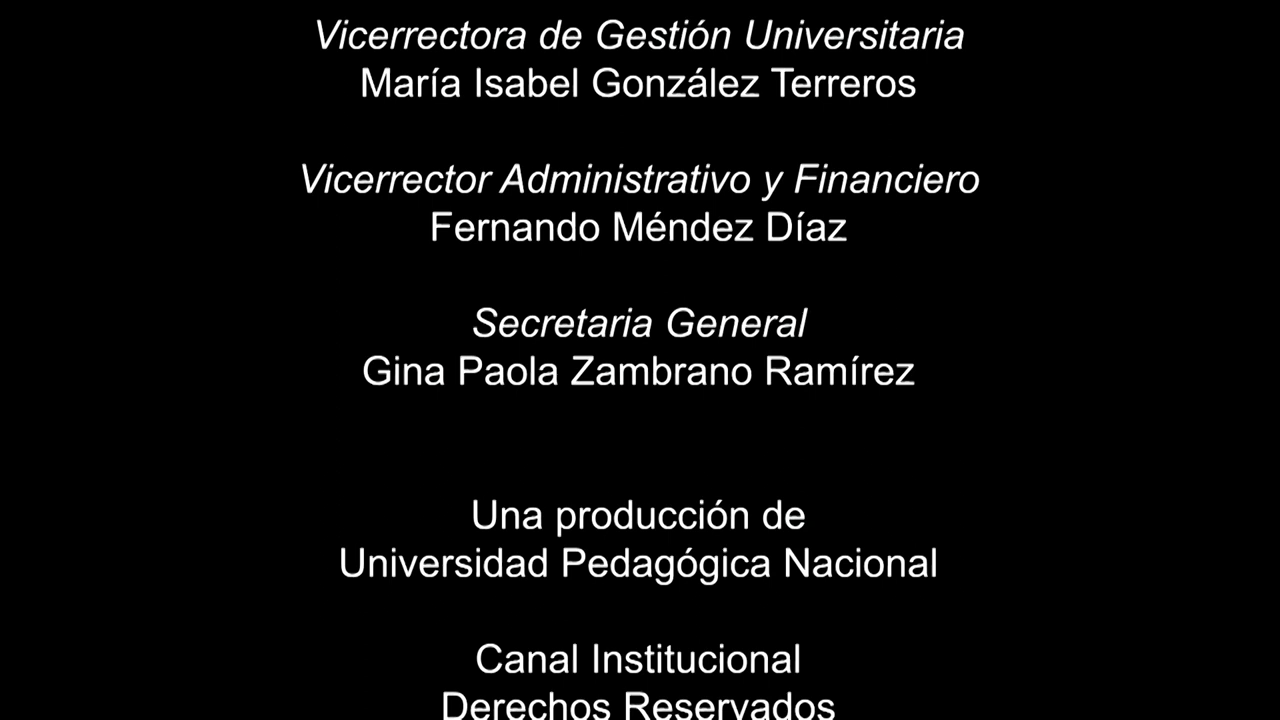 Vicerrectora de Gestión Universitaria
María Isabel González Terreros
Vicerrector Administrativo y Financiero
Fernando Méndez Díaz
Secretaria General
Gina Paola Zambrano Ramírez
Una producción de
Universidad Pedagógica Nacional
Canal Institucional
Derechos Reservados